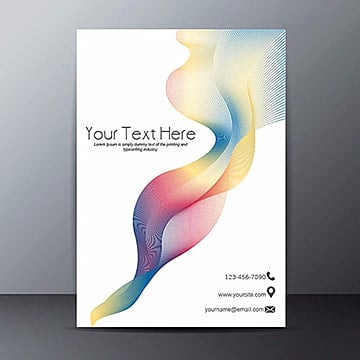 Your Text Here
Lorem Ipsum is simply dummy text of the printing and
typesetting industry.
123-456-7890
www.yoursite.com
yourname@email.com